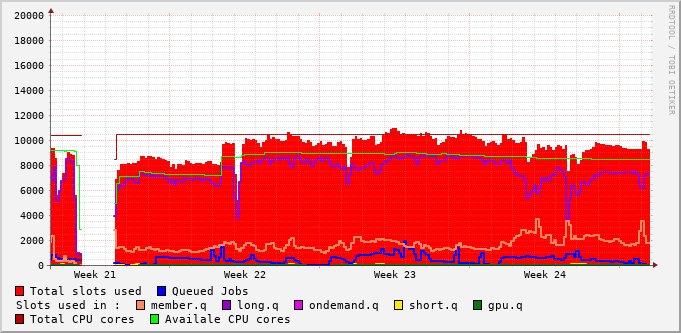 20000
18000
16000
14000
12000
10000
8000
6000
4000
2000
0
RRDTOOL / TOBI OETIKER
Week 21 Week 22 Week 23 Week 24
Total slots used Queued Jobs
Slots used in : member.q long.q ondemand.q short.q gpu.q
Total CPU cores Availale CPU cores